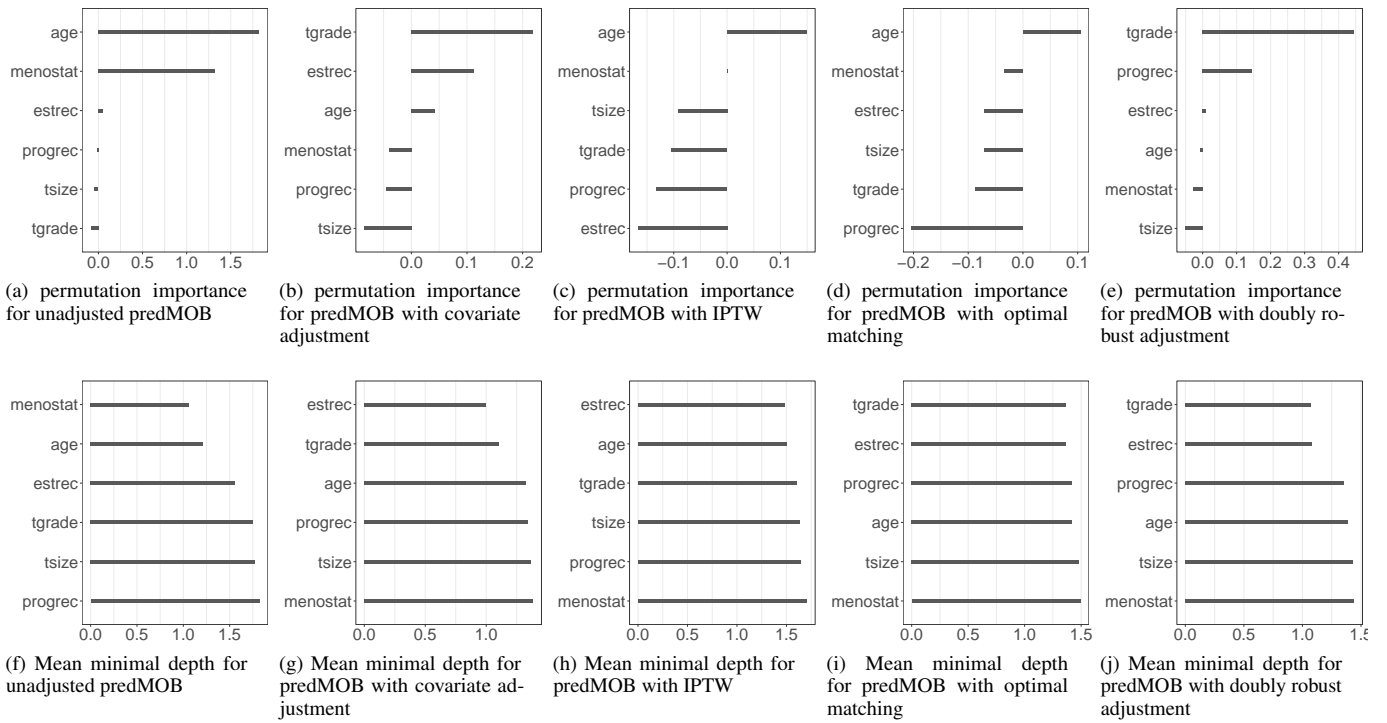 age
menostat
estrec
progrec
tsize
tgrade
0.0 0.5 1.0 1.5
(a) permutation importance
for unadjusted predMOB
tgrade
estrec
age
menostat
progrec
tsize
0.0 0.1 0.2
(b) permutation importance
for predMOB with covariate
adjustment
age
menostat
tsize
tgrade
progrec
estrec
−0.1 0.0 0.1
(c) permutation importance
for predMOB with IPTW
age
menostat
estrec
tsize
tgrade
progrec
−0.2 −0.1 0.0 0.1
(d) permutation importance
for predMOB with optimal
matching
tgrade
progrec
estrec
age
menostat
tsize
0.0 0.1 0.2 0.3 0.4
(e) permutation importance
for predMOB with doubly ro-
bust adjustment
menostat
age
estrec
tgrade
tsize
progrec
0.0 0.5 1.0 1.5
(f) Mean minimal depth for
unadjusted predMOB
estrec
tgrade
age
progrec
tsize
menostat
0.0 0.5 1.0
(g) Mean minimal depth for
predMOB with covariate ad-
justment
estrec
age
tgrade
tsize
progrec
menostat
0.0 0.5 1.0 1.5
(h) Mean minimal depth for
predMOB with IPTW
tgrade
estrec
progrec
age
tsize
menostat
0.0 0.5 1.0 1.5
(i) Mean minimal depth
for predMOB with optimal
matching
tgrade
estrec
progrec
age
tsize
menostat
0.0 0.5 1.0
(j) Mean minimal depth for
predMOB with doubly robust
adjustment